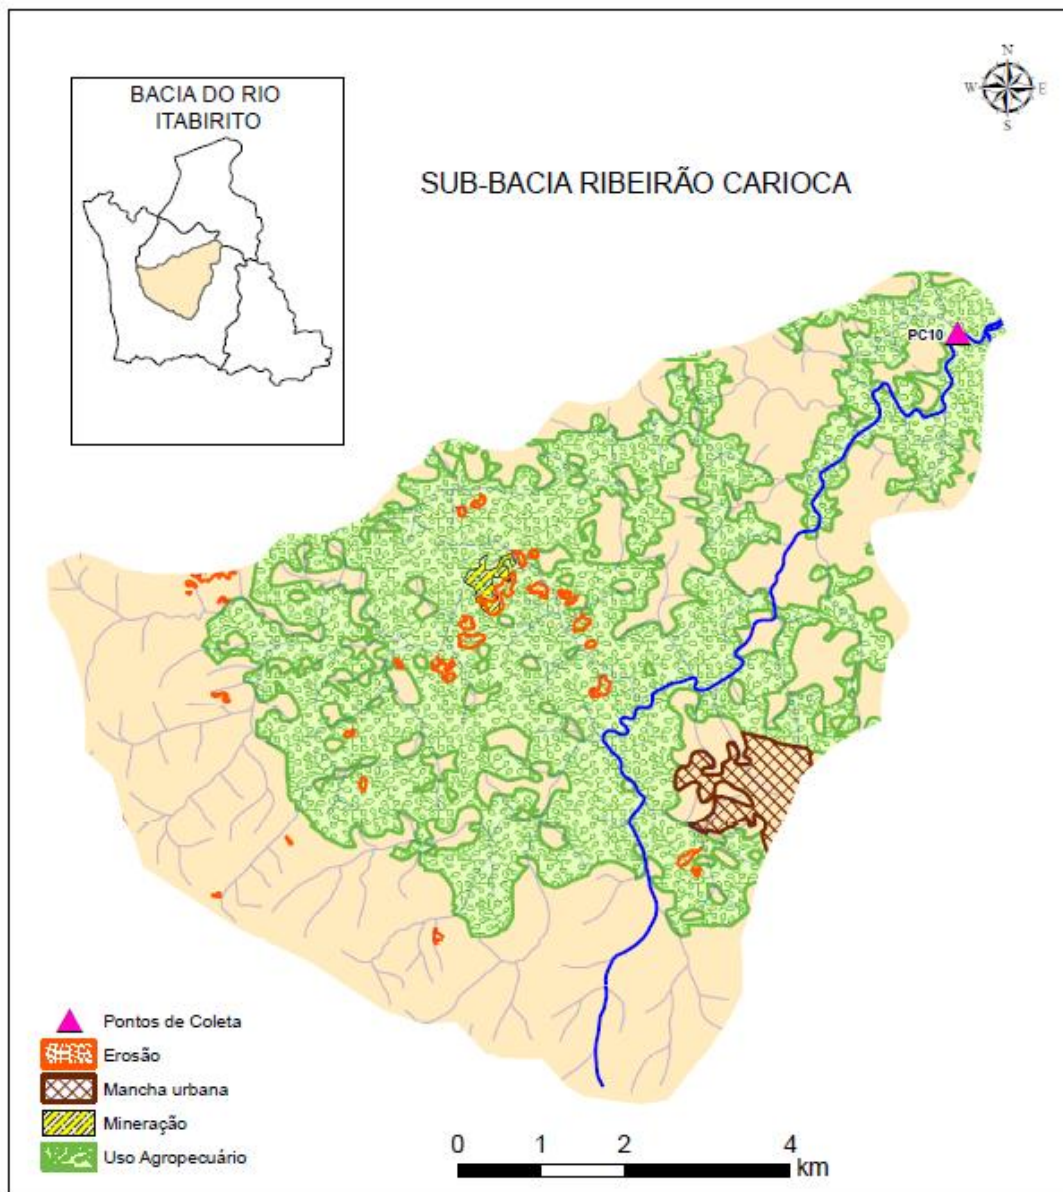 BACIA DO RIO
ITABIRITO
N
W
E
S
SUB-BACIA RIBEIRÃO CARIOCA
PC10
Pontos de Coleta
Erosão
Mancha urbana
Mineração
Uso Agropecuário
0 1 2 4
km